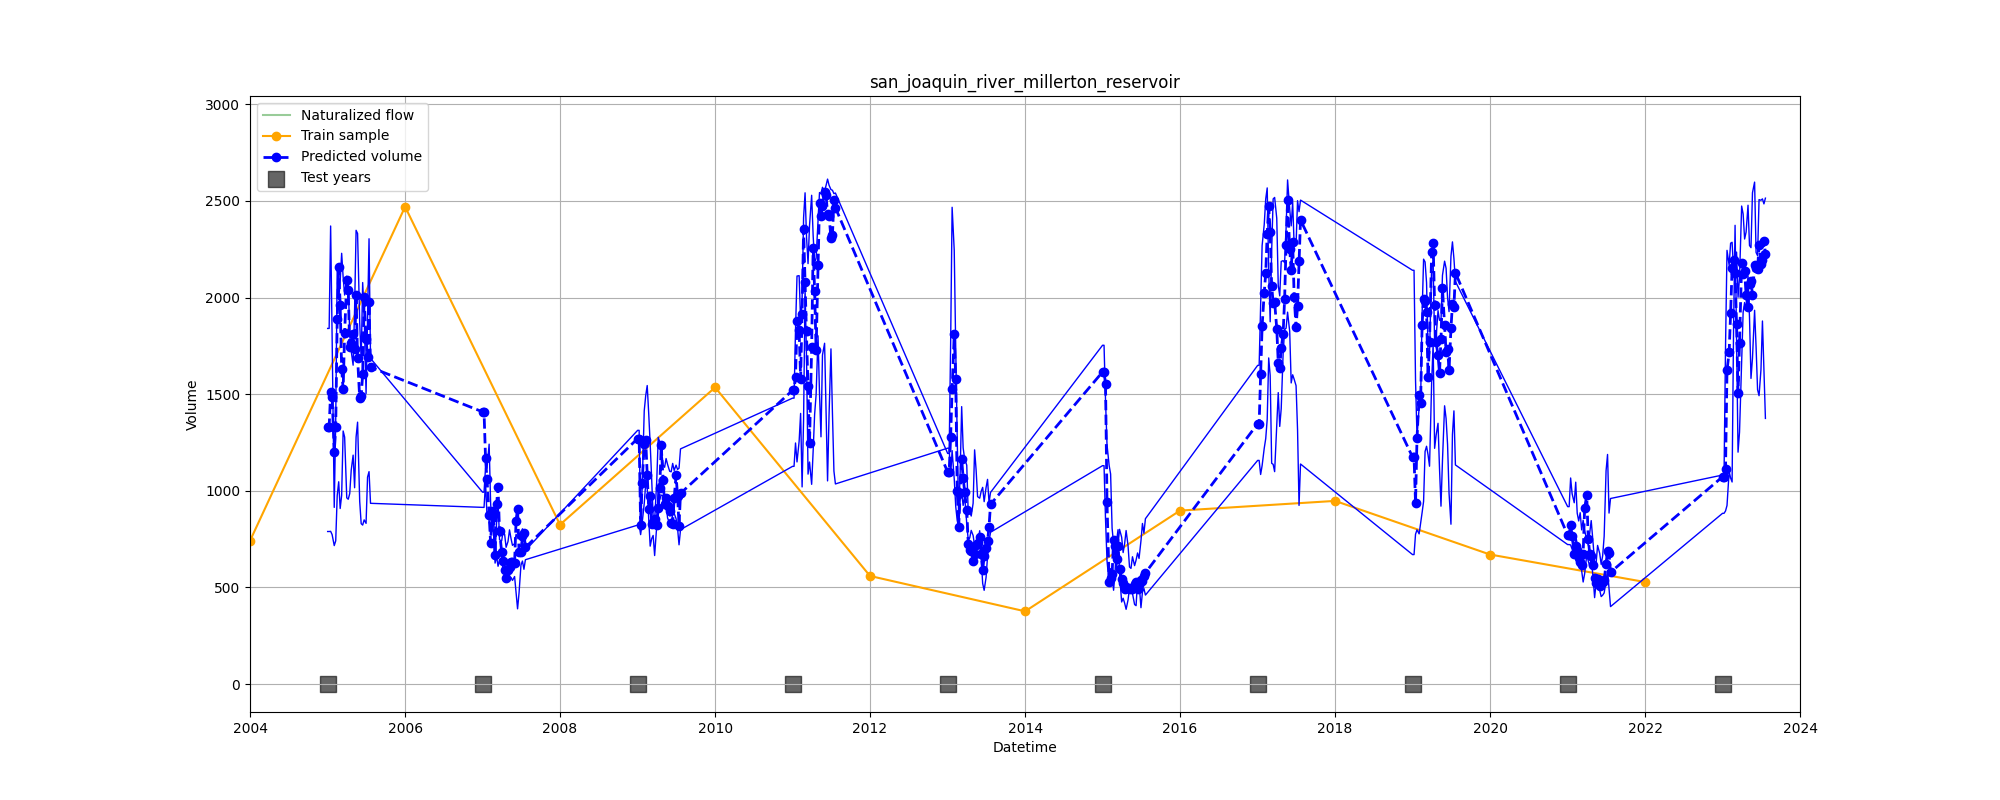 san_joaquin_river_millerton_reservoir
3000
2500
2000
1500
1000
500
0
Volume
Naturalized flow
Train sample
Predicted volume
Test years
2004 2006 2008 2010 2012 2014 2016 2018 2020 2022 2024
Datetime